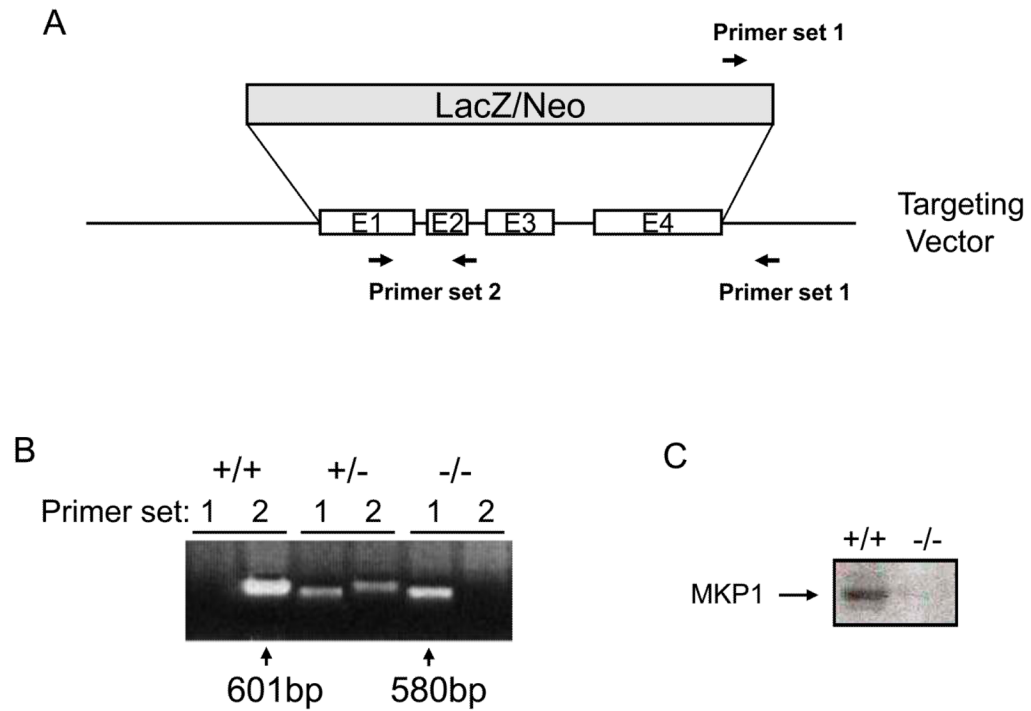 A
Primer set 1
LacZ/Neo
E1 E2 E3 E4
Targeting
Vector
Primer set 2
Primer set 1
B
+/+ +/- -/-
Primer set: 1 2 1 2 1 2
601bp 580bp
C
+/+ -/-
MKP1